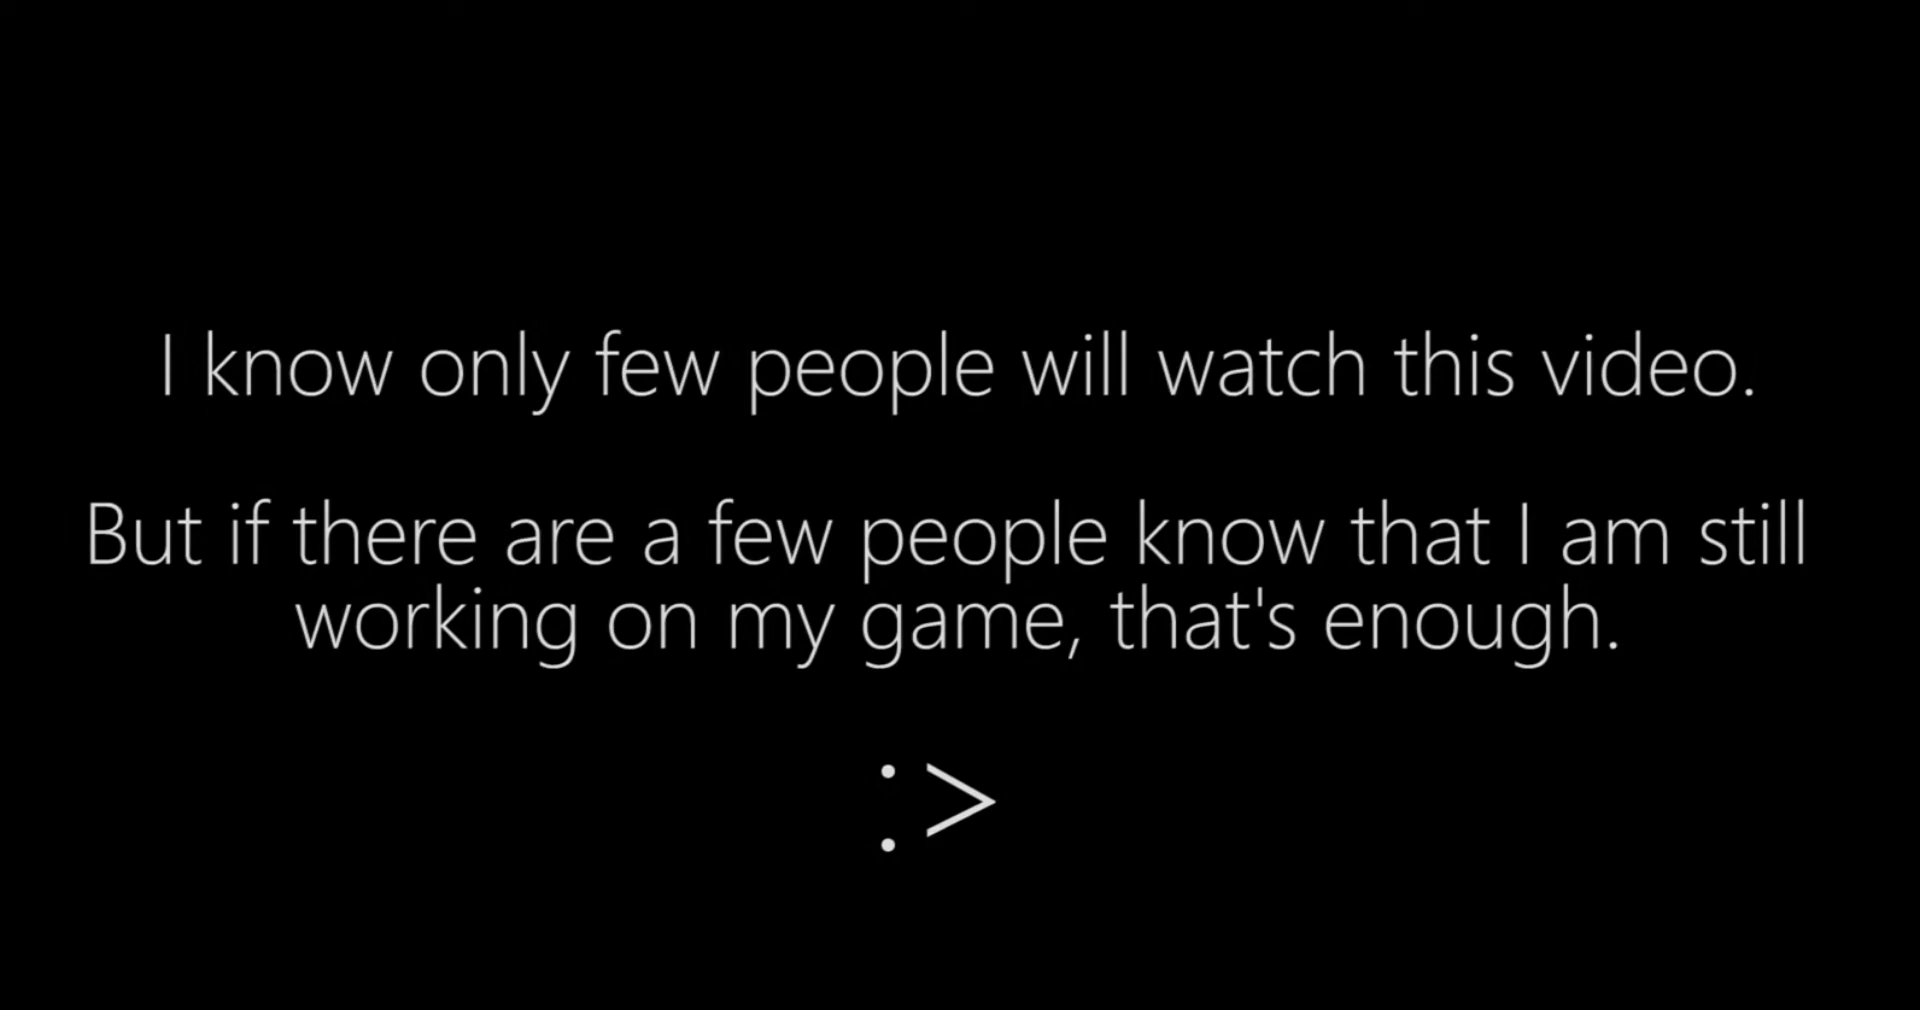 I know only few people will watch this video.
But if there are a few people know that I am still
working on my game, that's enough.
:>